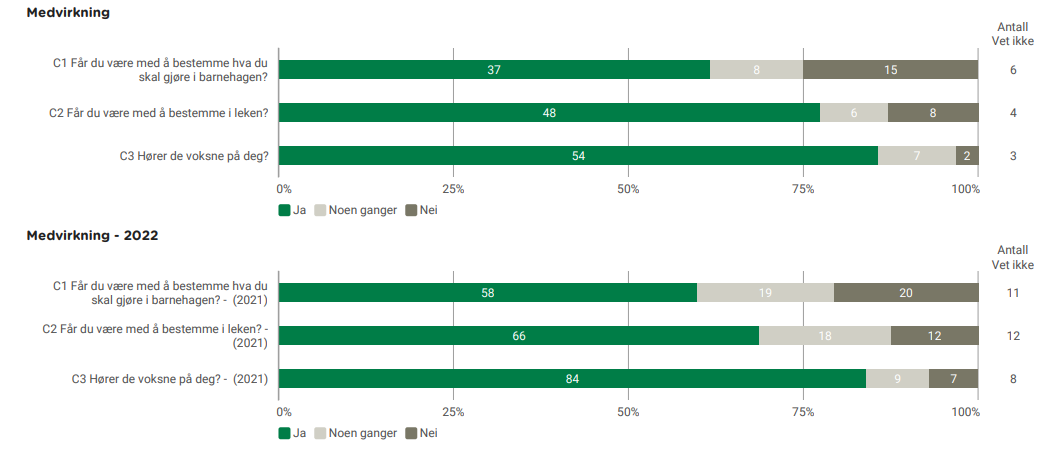 Medvirkning
Antall
Vet ikke
C1 Får du være med å bestemme hva du
skal gjøre i barnehagen?
37 8 15 6
C2 Får du være med å bestemme i leken?
48 6 8 4
C3 Hører de voksne på deg?
54 7 2 3
0% 25% 50% 75% 100%
Ja Noen ganger Nei
Medvirkning - 2022
Antall
Vet ikke
C1 Får du være med å bestemme hva du
skal gjøre i barnehagen? - (2021)
58 19 20 11
C2 Får du være med å bestemme i leken? -
(2021)
66 18 12 12
C3 Hører de voksne på deg? - (2021)
84 9 7 8
0% 25% 50% 75% 100%
Ja Noen ganger Nei